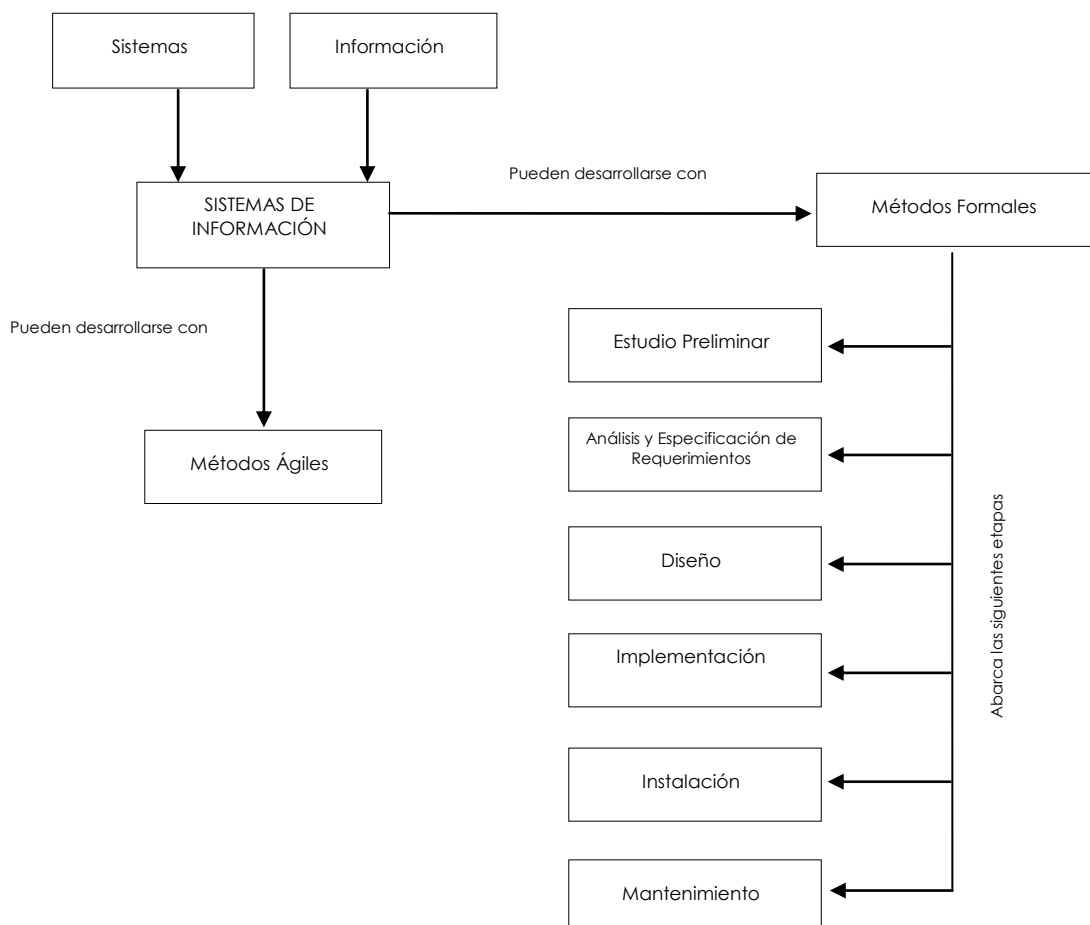 Sistemas
Información
Pueden desarrollarse con
SISTEMAS DE
INFORMACIÓN
Métodos Formales
Pueden desarrollarse con
Estudio Preliminar
Métodos Ágiles
Análisis y Especificación de
Requerimientos
Diseño
Abarca las siguientes etapas
Implementación
Instalación
Mantenimiento